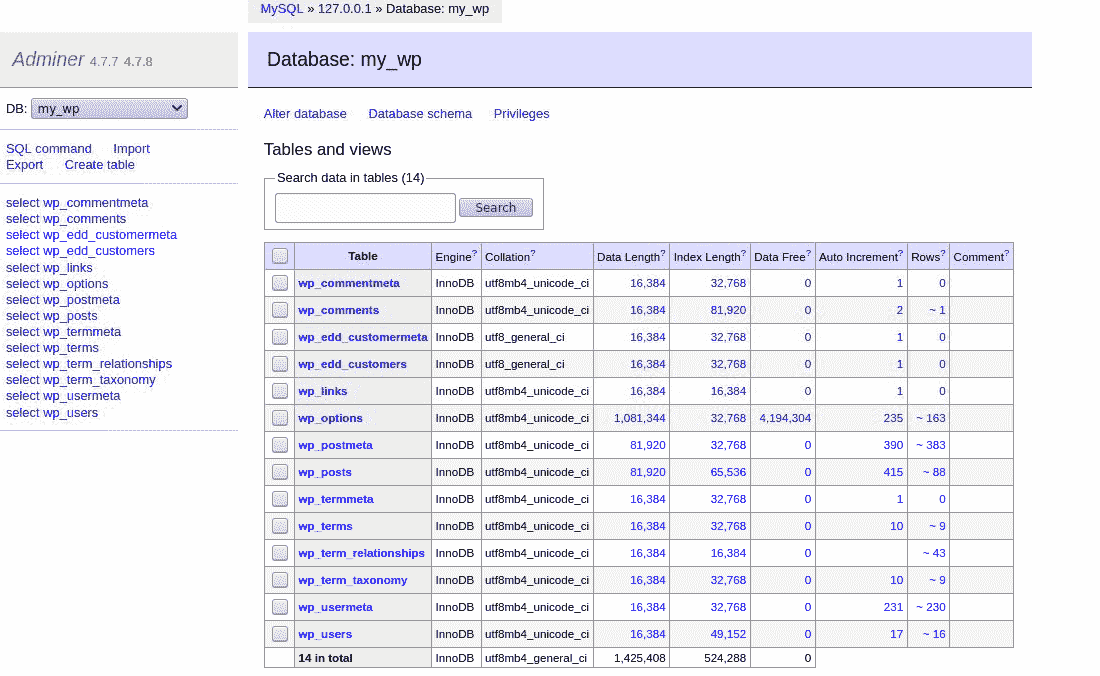 MySQL » 127.0.0.1 » Database: my_wp
Adminer 4.7.7 4.7.8
Database: my_wp
DB: my_wp
Alter database Database schema Privileges
SQL command Import
Export Create table
Tables and views
Search data in tables (14)
Search
select wp_commentmeta
select wp_comments
select wp_edd_customermeta
select wp_edd_customers
select wp_links
select wp_options
select wp_postmeta
select wp_posts
select wp_termmeta
select wp_terms
select wp_term_relationships
select wp_term_taxonomy
select wp_usermeta
select wp_users
Table Engine? Collation? Data Length? Index Length? Data Free? Auto Increment? Rows? Comment?
wp_commentmeta InnoDB utf8mb4_unicode_ci 16,384 32,768 0 1 0
wp_comments InnoDB utf8mb4_unicode_ci 16,384 81,920 0 2 ~ 1
wp_edd_customermeta InnoDB utf8_general_ci 16,384 32,768 0 1 0
wp_edd_customers InnoDB utf8_general_ci 16,384 32,768 0 1 0
wp_links InnoDB utf8mb4_unicode_ci 16,384 16,384 0 1 0
wp_options InnoDB utf8mb4_unicode_ci 1,081,344 32,768 4,194,304 235 ~ 163
wp_postmeta InnoDB utf8mb4_unicode_ci 81,920 32,768 0 390 ~ 383
wp_posts InnoDB utf8mb4_unicode_ci 81,920 65,536 0 415 ~ 88
wp_termmeta InnoDB utf8mb4_unicode_ci 16,384 32,768 0 1 0
wp_terms InnoDB utf8mb4_unicode_ci 16,384 32,768 0 10 ~ 9
wp_term_relationships InnoDB utf8mb4_unicode_ci 16,384 16,384 0 ~ 43
wp_term_taxonomy InnoDB utf8mb4_unicode_ci 16,384 32,768 0 10 ~ 9
wp_usermeta InnoDB utf8mb4_unicode_ci 16,384 32,768 0 231 ~ 230
wp_users InnoDB utf8mb4_unicode_ci 16,384 49,152 0 17 ~ 16
14 in total InnoDB utf8mb4_general_ci 1,425,408 524,288 0